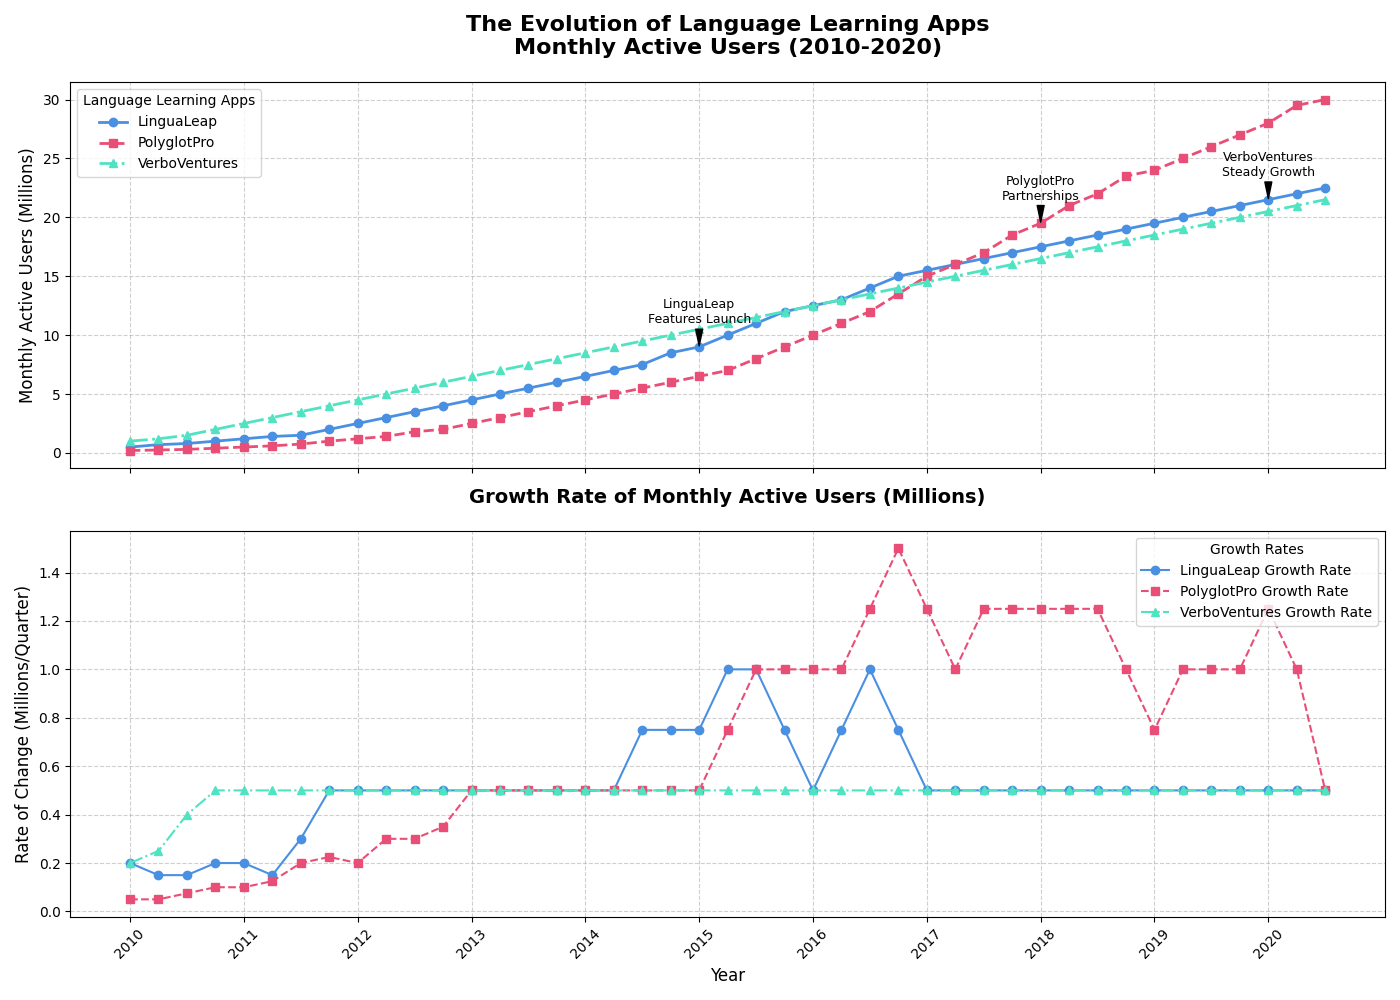 The Evolution of Language Learning Apps
Monthly Active Users (2010-2020)
Monthly Active Users (Millions)
30
25
20
15
10
5
0
Language Learning Apps
LinguaLeap
PolyglotPro
VerboVentures
LinguaLeap
Features Launch
PolyglotPro
Partnerships
VerboVentures
Steady Growth
Growth Rate of Monthly Active Users (Millions)
Rate of Change (Millions/Quarter)
1.4
1.2
1.0
0.8
0.6
0.4
0.2
0.0
Growth Rates
LinguaLeap Growth Rate
PolyglotPro Growth Rate
VerboVentures Growth Rate
2010
2011
2012
2013
2014
2015
2016
2017
2018
2019
2020
Year